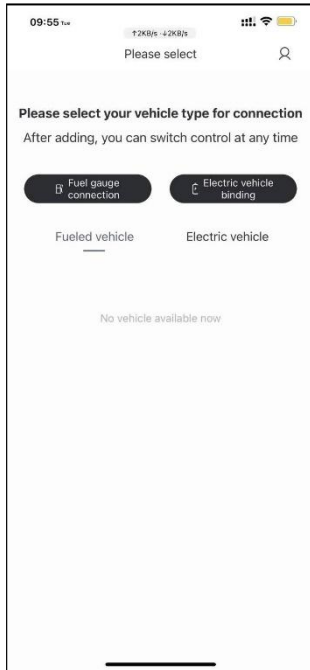 09:55 Tue
↑2KB/s ↓2KB/s
Please select
Please select your vehicle type for connection
After adding, you can switch control at any time
Fuel gauge
connection
Electric vehicle
binding
Fueled vehicle
Electric vehicle
No vehicle available now